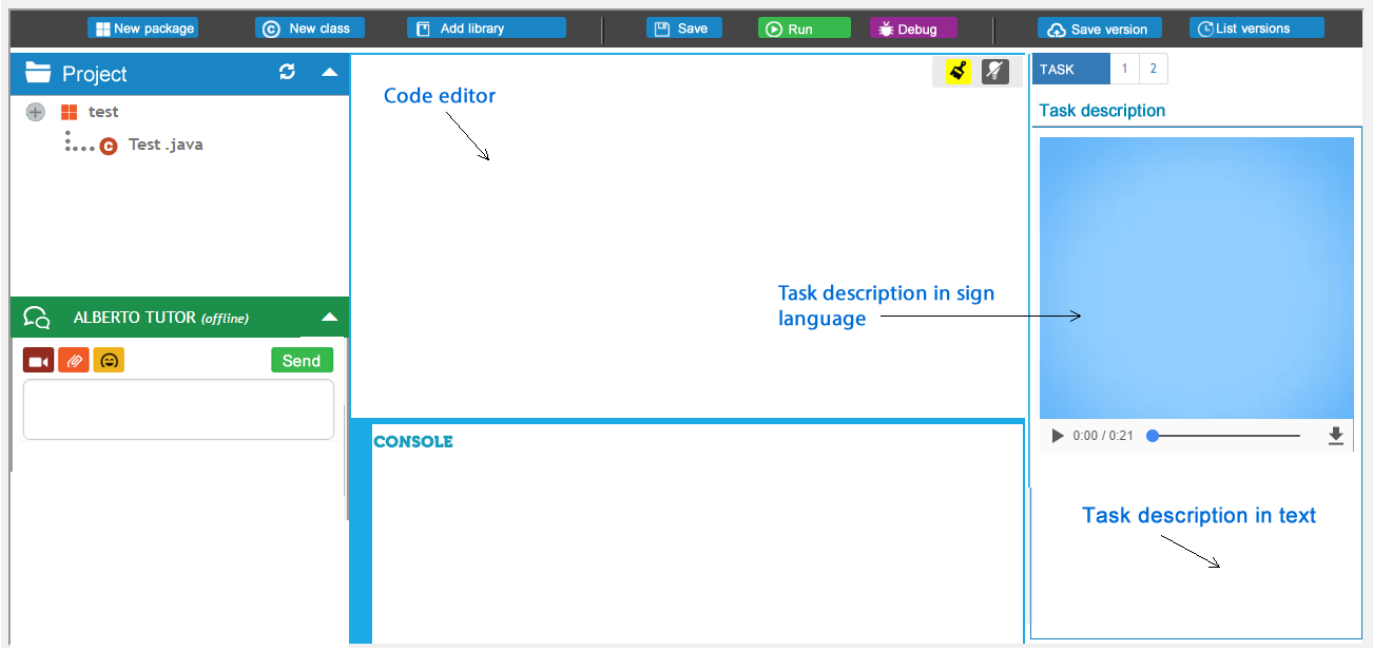 New package
New class
Add library
Save
Run
Debug
Save version
List versions
Project
test
Test .java
ALBERTO TUTOR (offline)
Send
Code editor
Task description in sign
language
CONSOLE
TASK 1 2
Task description
0:00 / 0:21
Task description in text